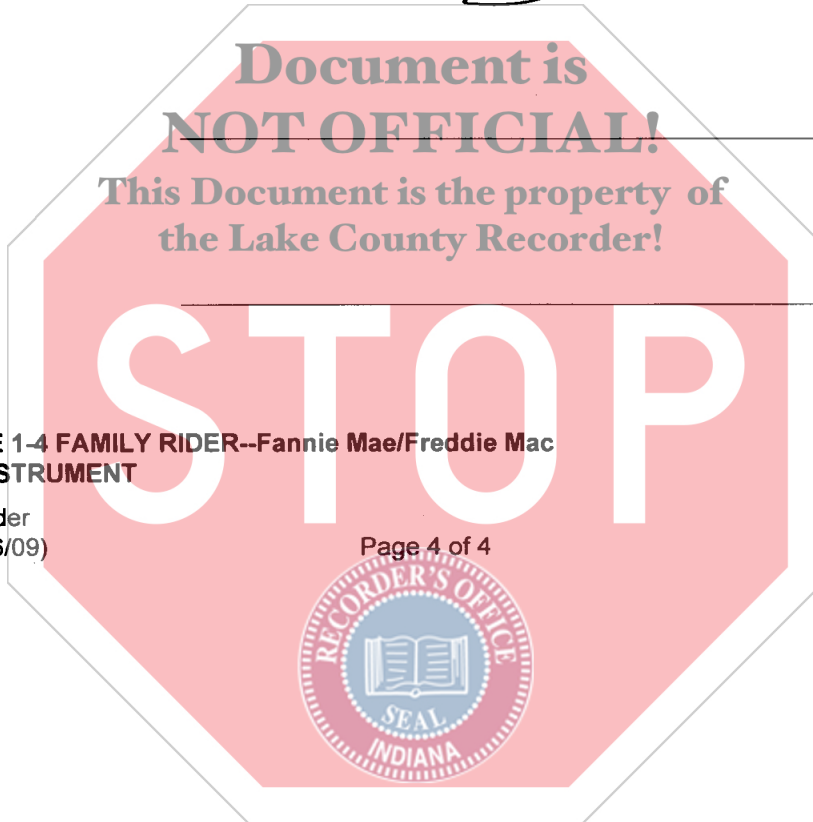 Document is
NOT OFFICIAL!
This Document is the property of
the Lake County Recorder!
STOP
1-4 FAMILY RIDER--Fannie Mae/Freddie Mac
STRUMENT
der
/09)
Page 4 of 4
RECORDER'S OFFICE
SEAL
INDIANA